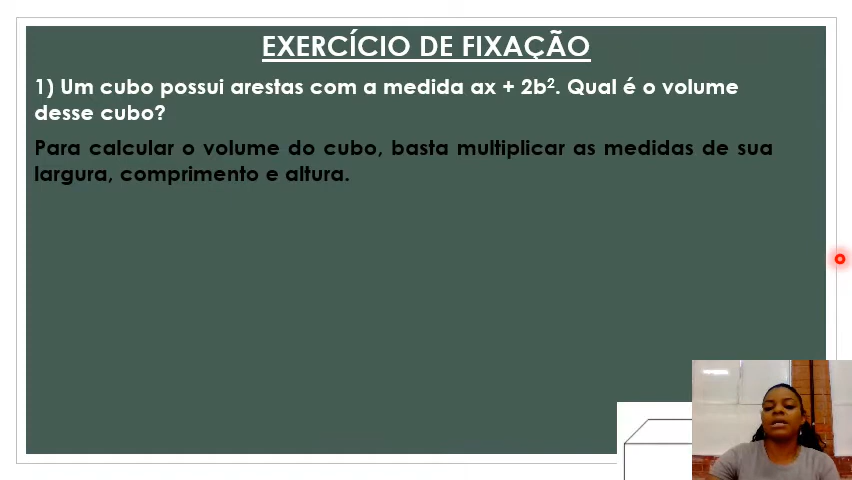 EXERCÍCIO DE FIXAÇÃO
1) Um cubo possui arestas com a medida ax + 2b². Qual é o volume
desse cubo?
Para calcular o volume do cubo, basta multiplicar as medidas de sua
largura, comprimento e altura.